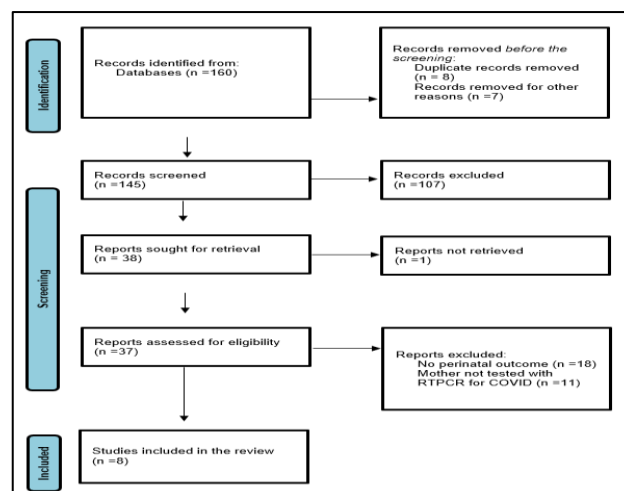 Identification
Records identified from:
Databases (n =160)
Records removed before the
screening:
Duplicate records removed
(n = 8)
Records removed for other
reasons (n =7)
Screening
Records screened
(n =145)
Records excluded
(n =107)
Reports sought for retrieval
(n = 38)
Reports not retrieved
(n =1)
Reports assessed for eligibility
(n =37)
Reports excluded:
No perinatal outcome (n =18)
Mother not tested with
RTPCR for COVID (n =11)
Included
Studies included in the review
(n =8)